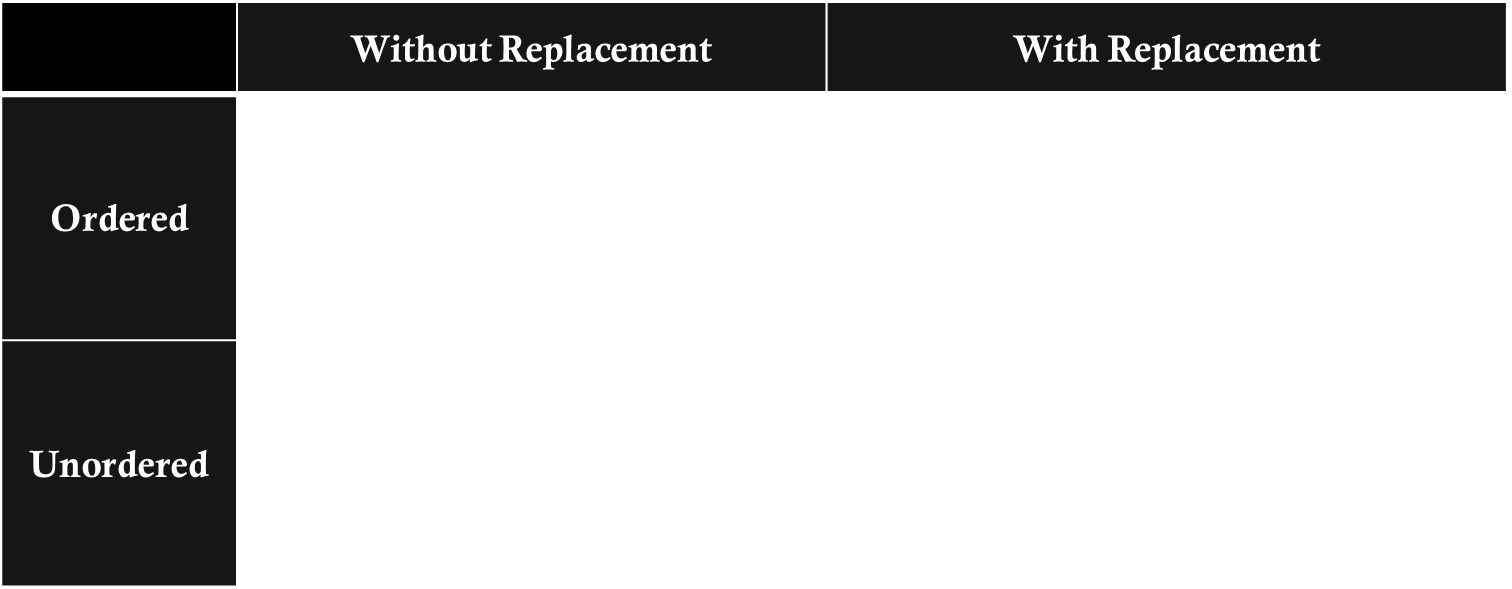 Without Replacement
With Replacement
Ordered
Unordered